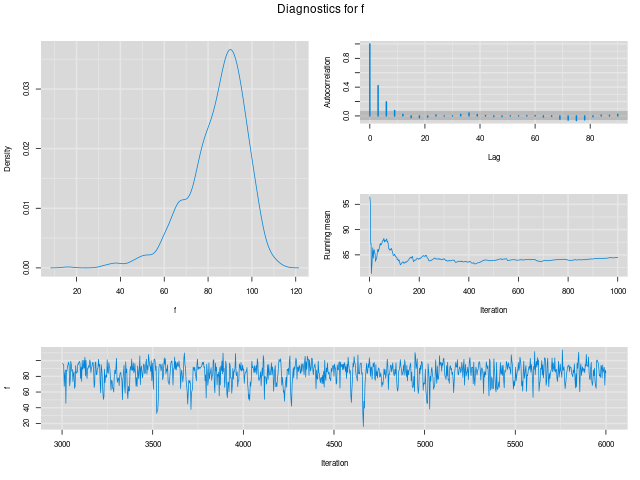 Diagnostics for f
Density
0.00
0.01
0.02
0.03
20 40 60 80 100 120
f
Autocorrelation
0.0
0.4
0.8
0 20 40 60 80
Lag
Running mean
85
90
95
0 200 400 600 800 1000
Iteration
f
20
40
60
80
3000 3500 4000 4500 5000 5500 6000
Iteration